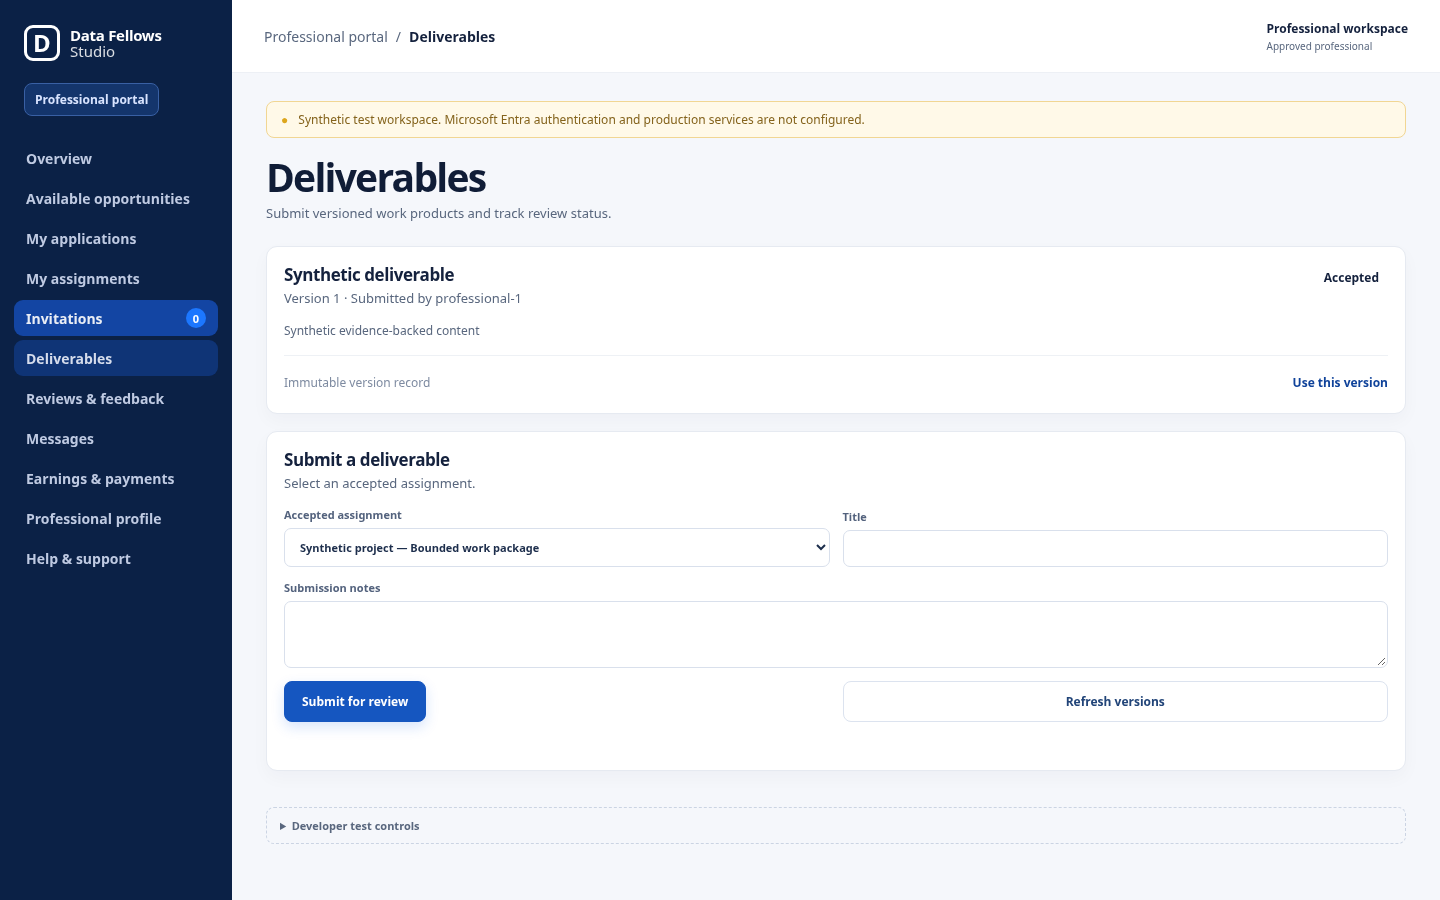 D
Data Fellows
Studio
Professional portal
Overview
Available opportunities
My applications
My assignments
Invitations 0
Deliverables
Reviews & feedback
Messages
Earnings & payments
Professional profile
Help & support
Professional portal / Deliverables
Professional workspace
Approved professional
Synthetic test workspace. Microsoft Entra authentication and production services are not configured.
Deliverables
Submit versioned work products and track review status.
Synthetic deliverable
Accepted
Version 1 · Submitted by professional-1
Synthetic evidence-backed content
Immutable version record
Use this version
Submit a deliverable
Select an accepted assignment.
Accepted assignment
Title
Synthetic project — Bounded work package
Submission notes
Submit for review
Refresh versions
Developer test controls